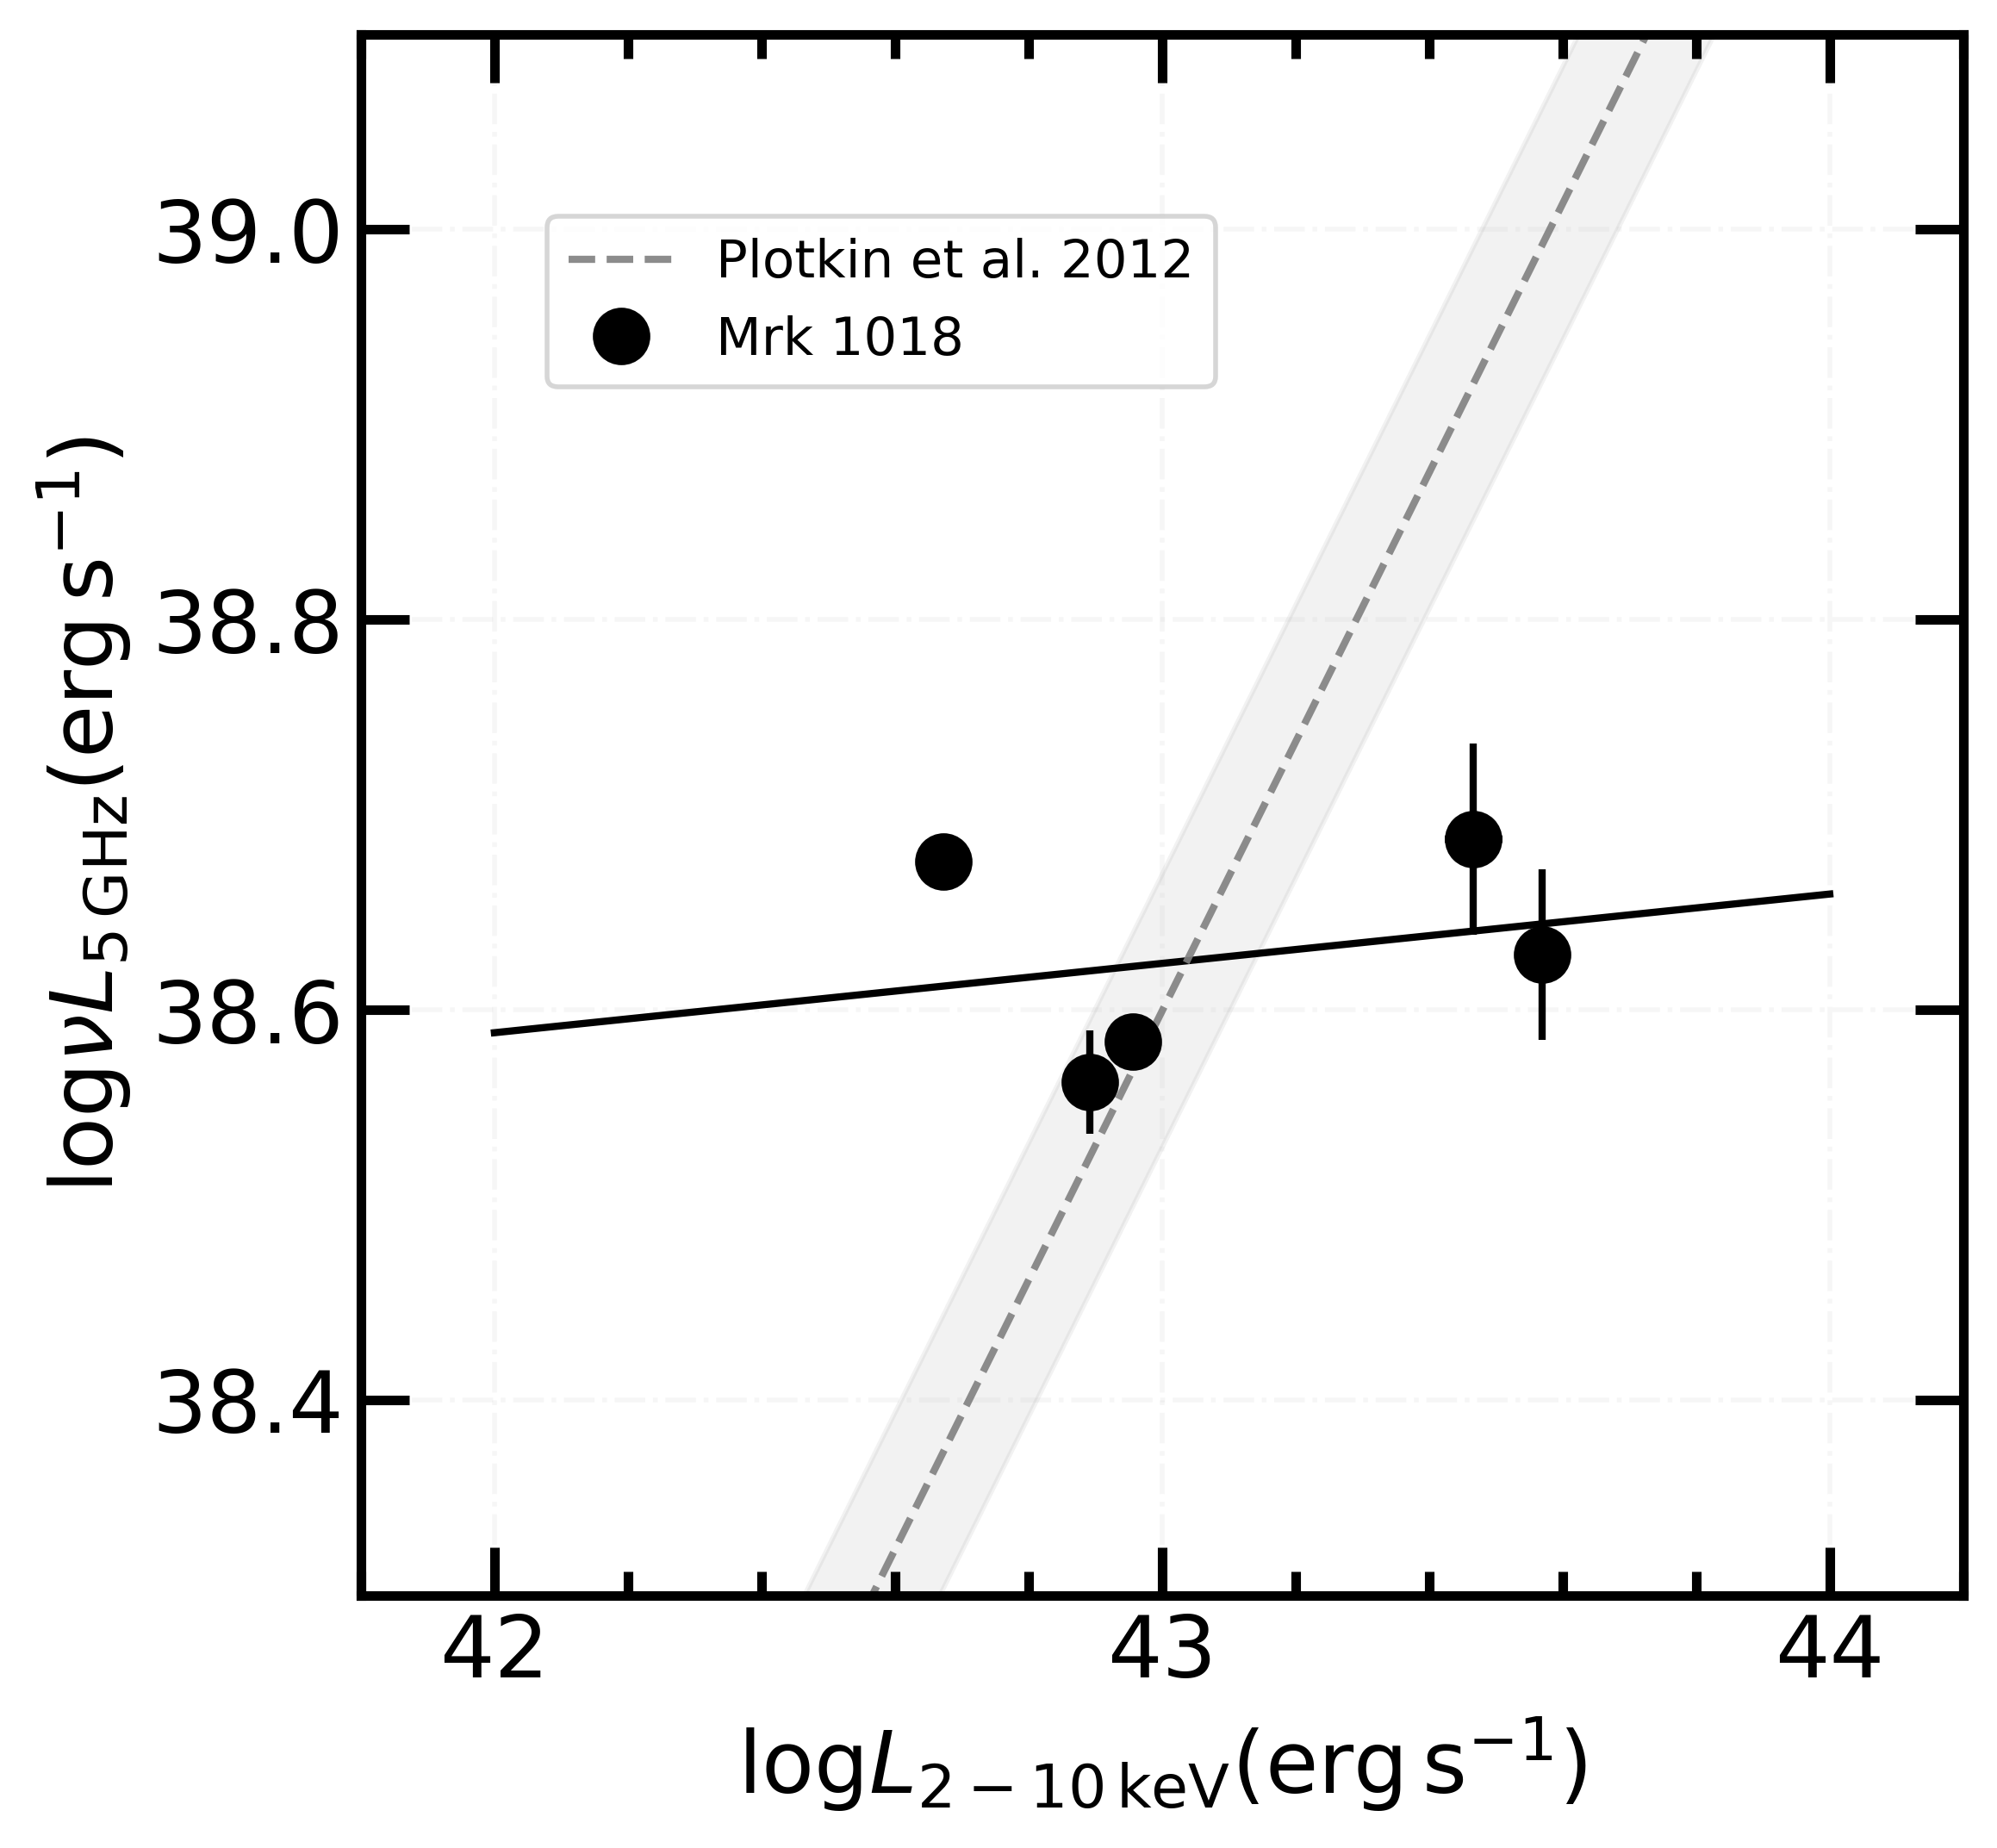 39.0
38.8
38.6
38.4
logνL₅ GHz(erg s⁻¹)
Plotkin et al. 2012
Mrk 1018
42 43 44
logL₂₋₁₀ keV(erg s⁻¹)